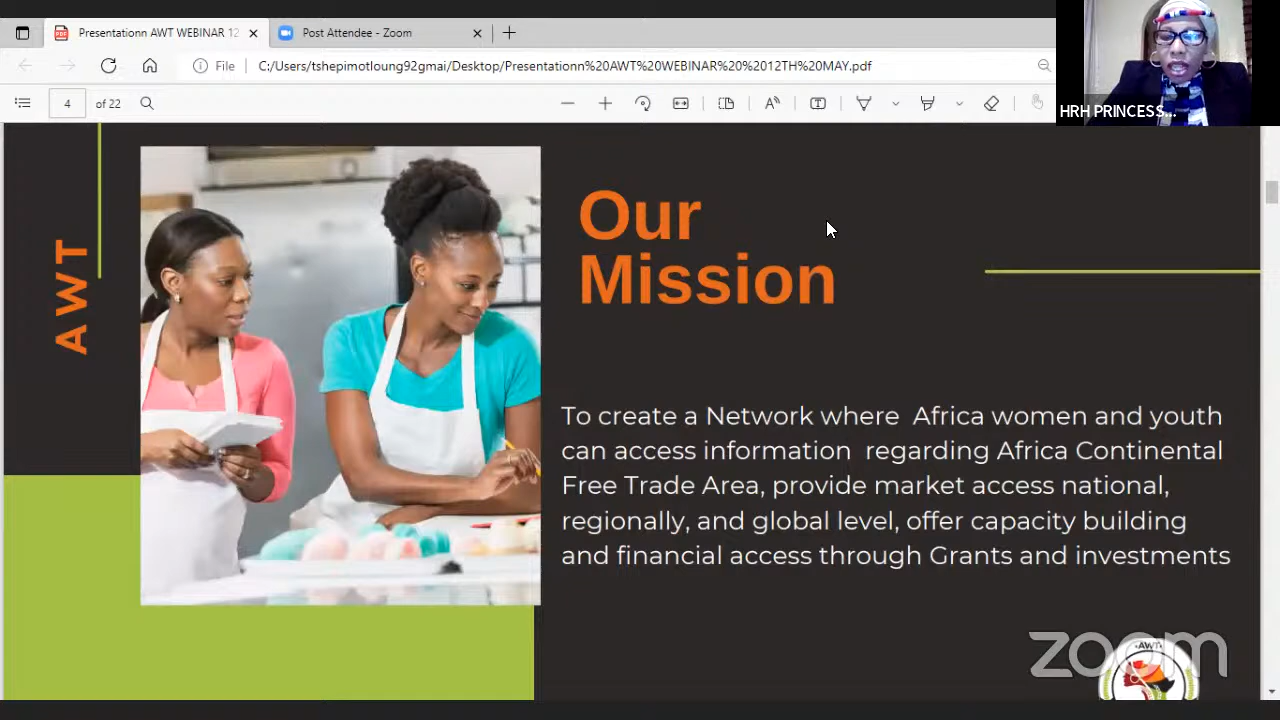 Presentationn AWT WEBINAR 12
Post Attendee - Zoom
File
C:/Users/tshepimotloung92gmai/Desktop/Presentationn%20AWT%20WEBINAR%20%2012TH%20MAY.pdf
4 of 22
HRH PRINCESS...
AWT
Our
Mission
To create a Network where Africa women and youth
can access information regarding Africa Continental
Free Trade Area, provide market access national,
regionally, and global level, offer capacity building
and financial access through Grants and investments
zoom
AWT